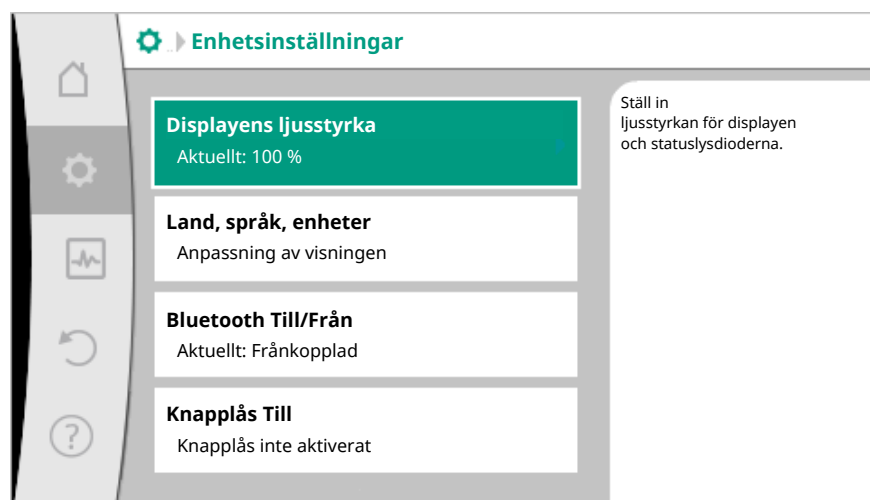 Enhetsinställningar
Displayens ljusstyrka
Aktuellt: 100 %
Land, språk, enheter
Anpassning av visningen
Bluetooth Till/Från
Aktuellt: Frånkopplad
Knapplås Till
Knapplås inte aktiverat
Ställ in
ljusstyrkan för displayen
och statuslysdioderna.